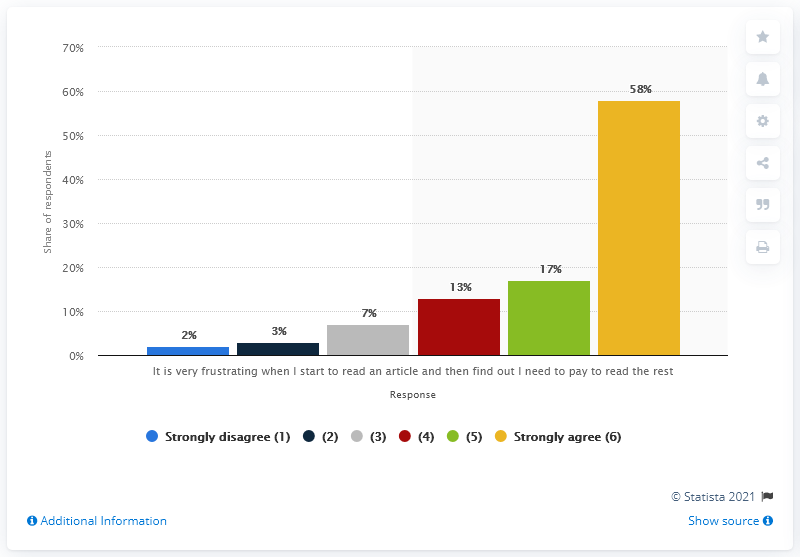 70%
60%
50%
40%
30%
20%
10%
0%
Share of respondents
2%
3%
7%
13%
17%
58%
It is very frustrating when I start to read an article and then find out I need to pay to read the rest
Response
Strongly disagree (1) (2) (3) (4) (5) Strongly agree (6)
© Statista 2021
Additional Information Show source